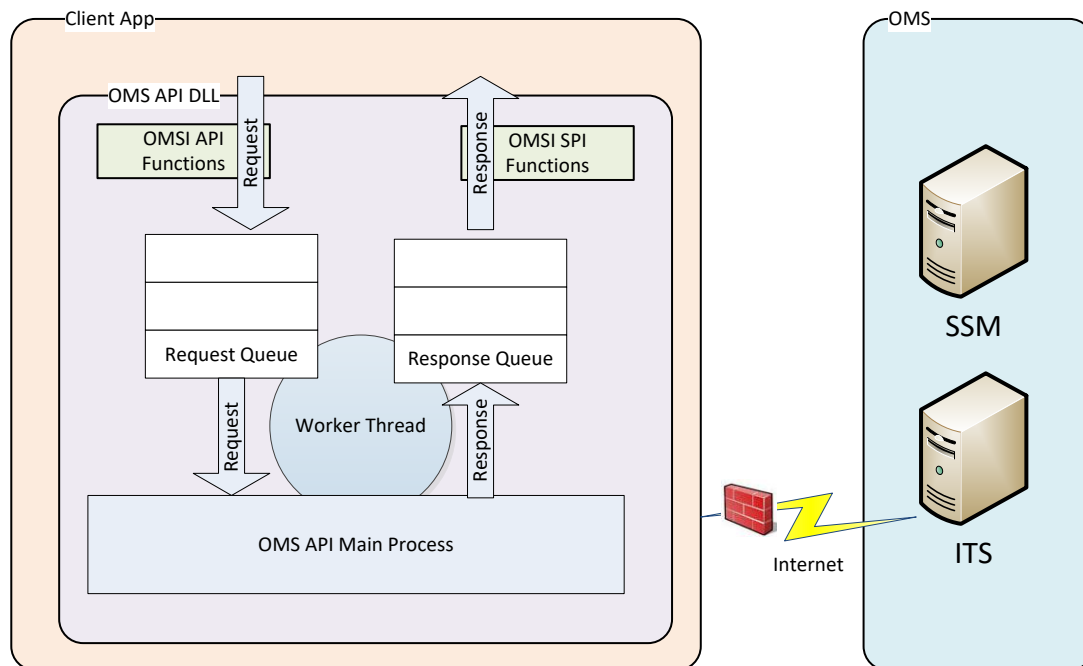 Client App
OMS
OMS API DLL
OMSI API
Functions
Request
Response
OMSI SPI
Functions
Request Queue
Response Queue
Request
Worker Thread
Response
OMS API Main Process
Internet
SSM
ITS